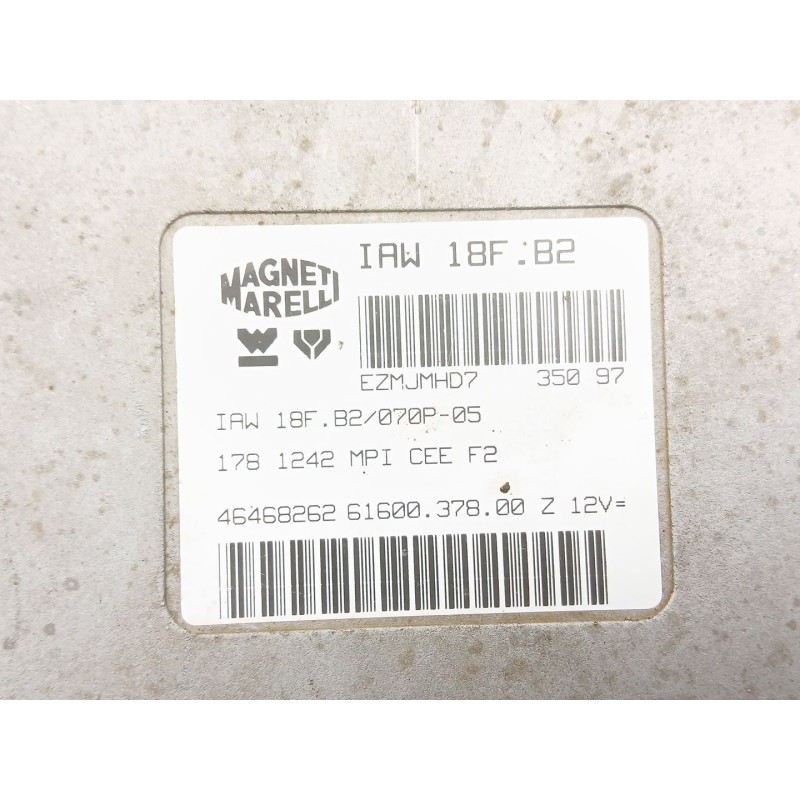 MAGNETI
MARELLI
IAW 18F.B2
EZMJMHD7 350 97
IAW 18F.B2/070P-05
178 1242 MPI CEE F2
46468262 61600.378.00 Z 12V=